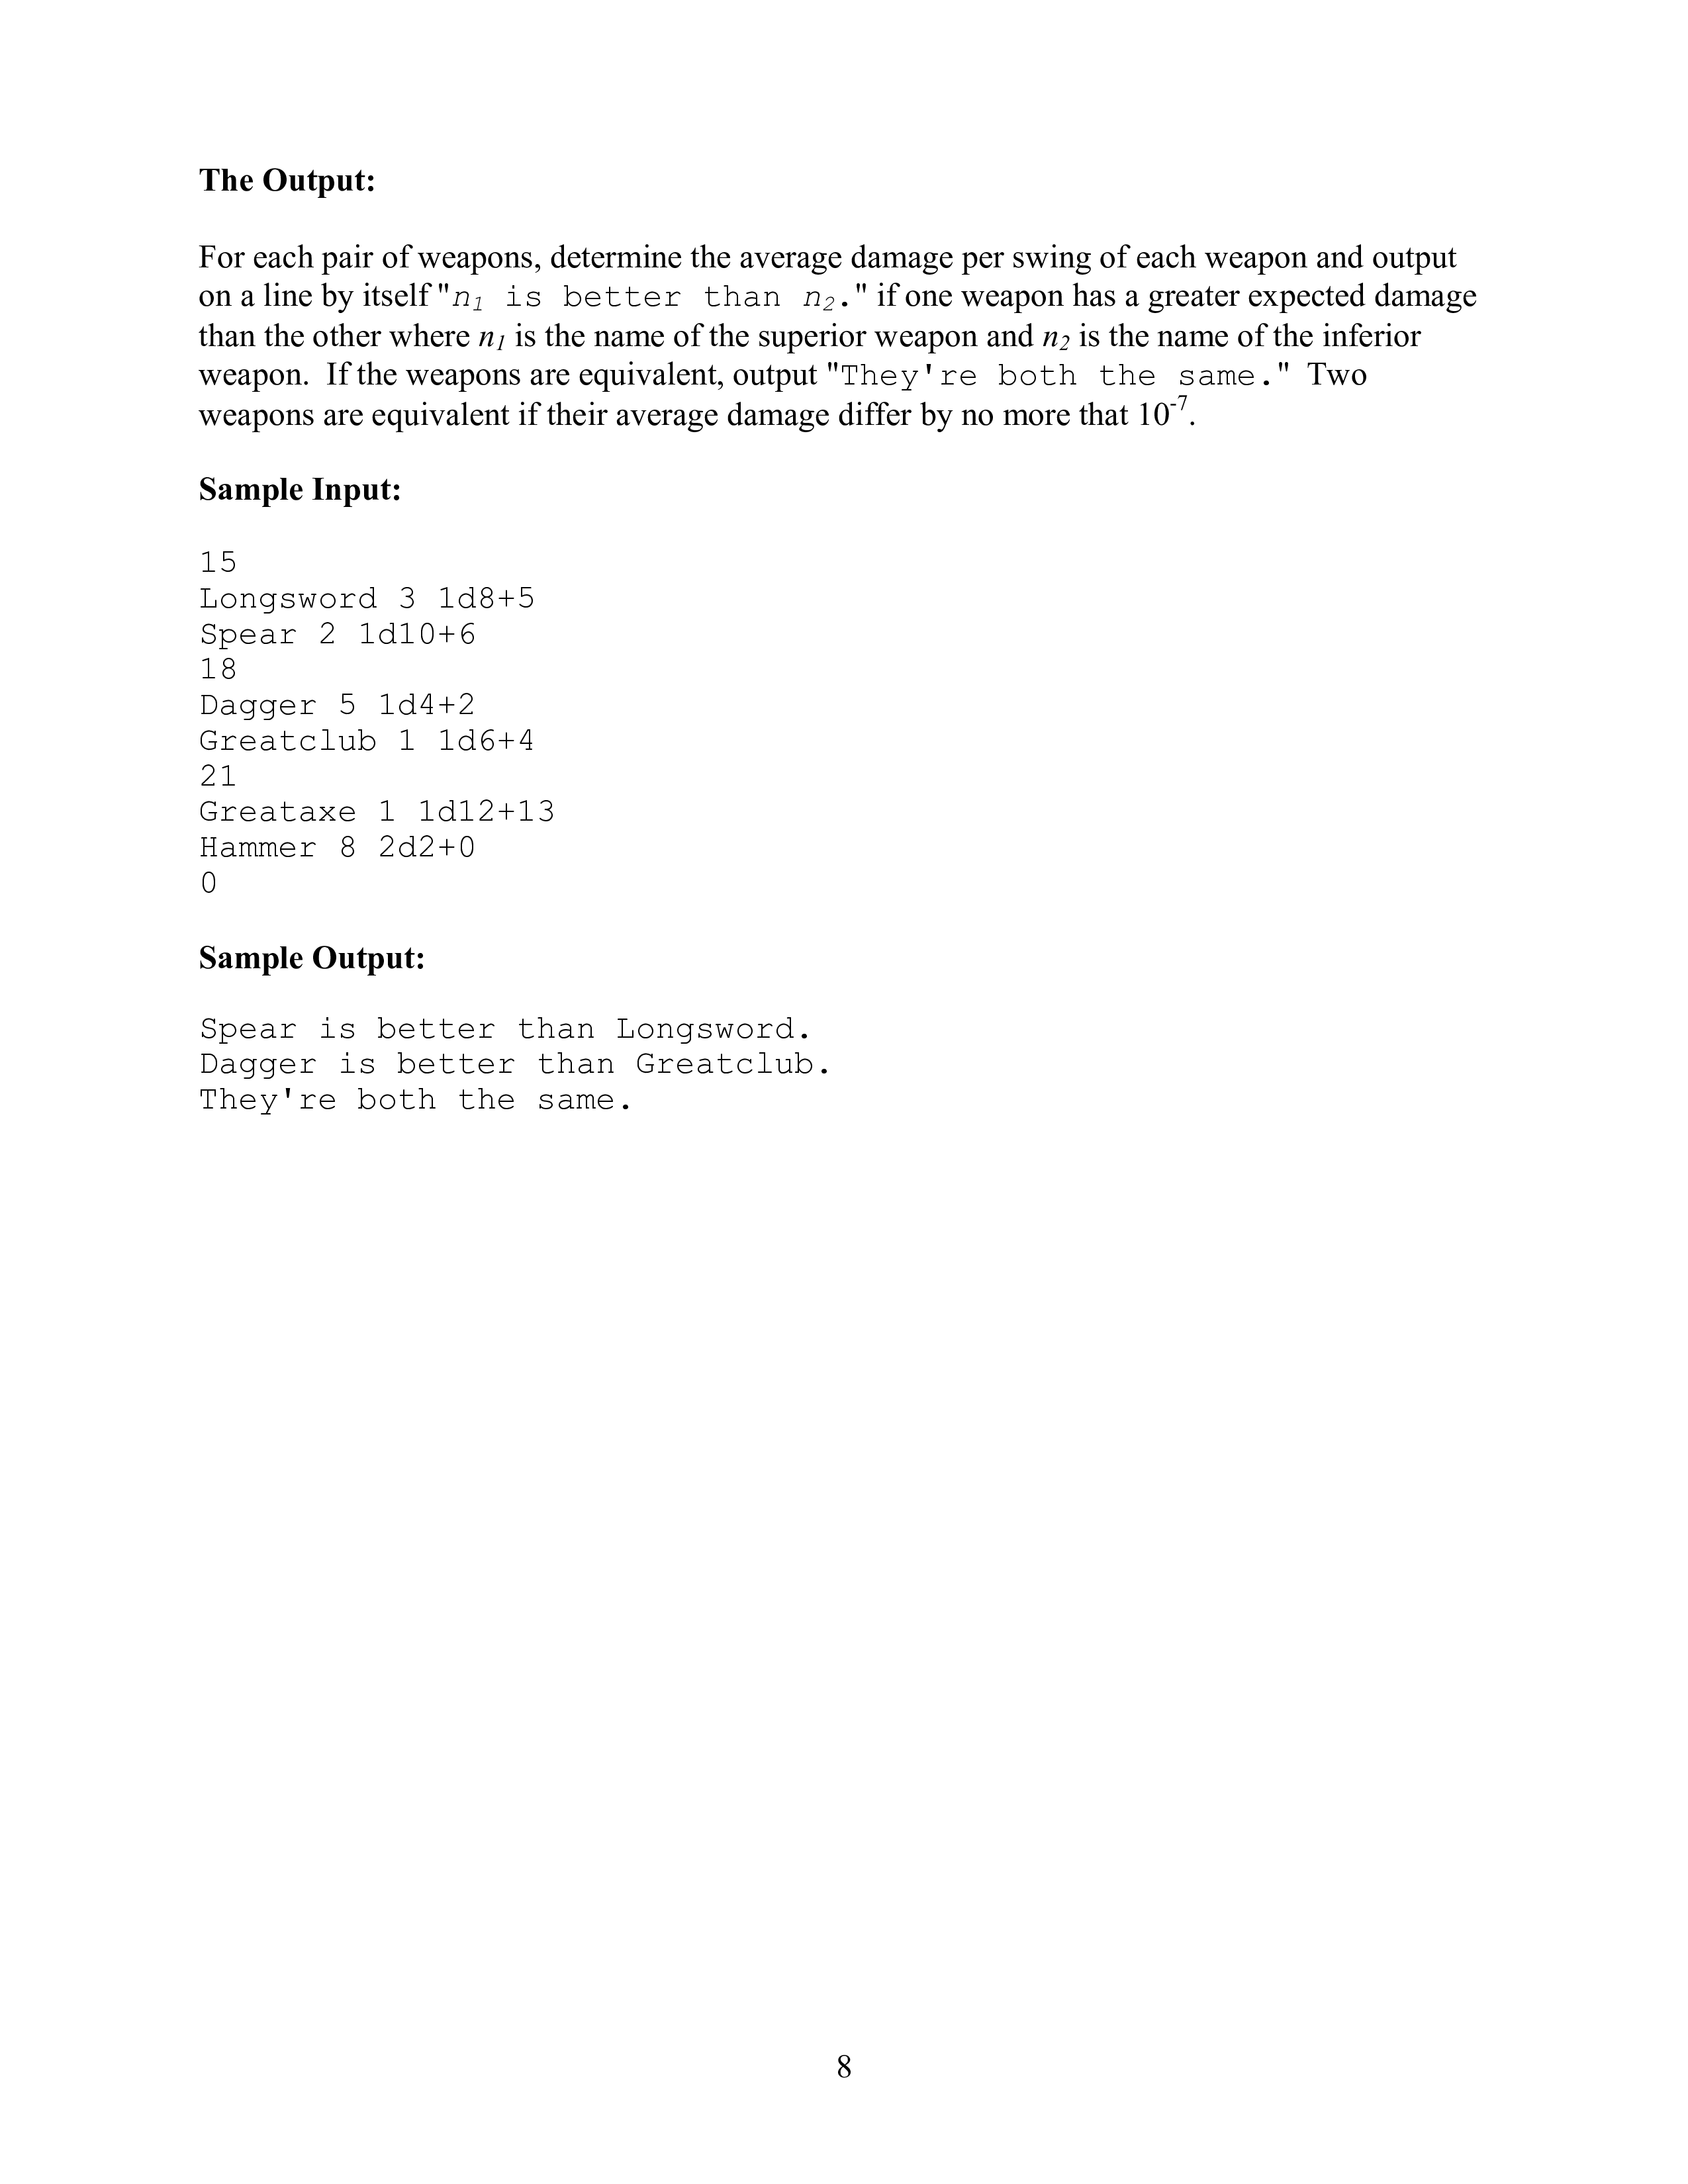 The Output:
For each pair of weapons, determine the average damage per swing of each weapon and output
on a line by itself "n1 is better than n2." if one weapon has a greater expected damage
than the other where n1 is the name of the superior weapon and n2 is the name of the inferior
weapon.  If the weapons are equivalent, output "They're both the same."  Two
weapons are equivalent if their average damage differ by no more that 10-7.
Sample Input:
15
Longsword 3 1d8+5
Spear 2 1d10+6
18
Dagger 5 1d4+2
Greatclub 1 1d6+4
21
Greataxe 1 1d12+13
Hammer 8 2d2+0
0
Sample Output:
Spear is better than Longsword.
Dagger is better than Greatclub.
They're both the same.
8